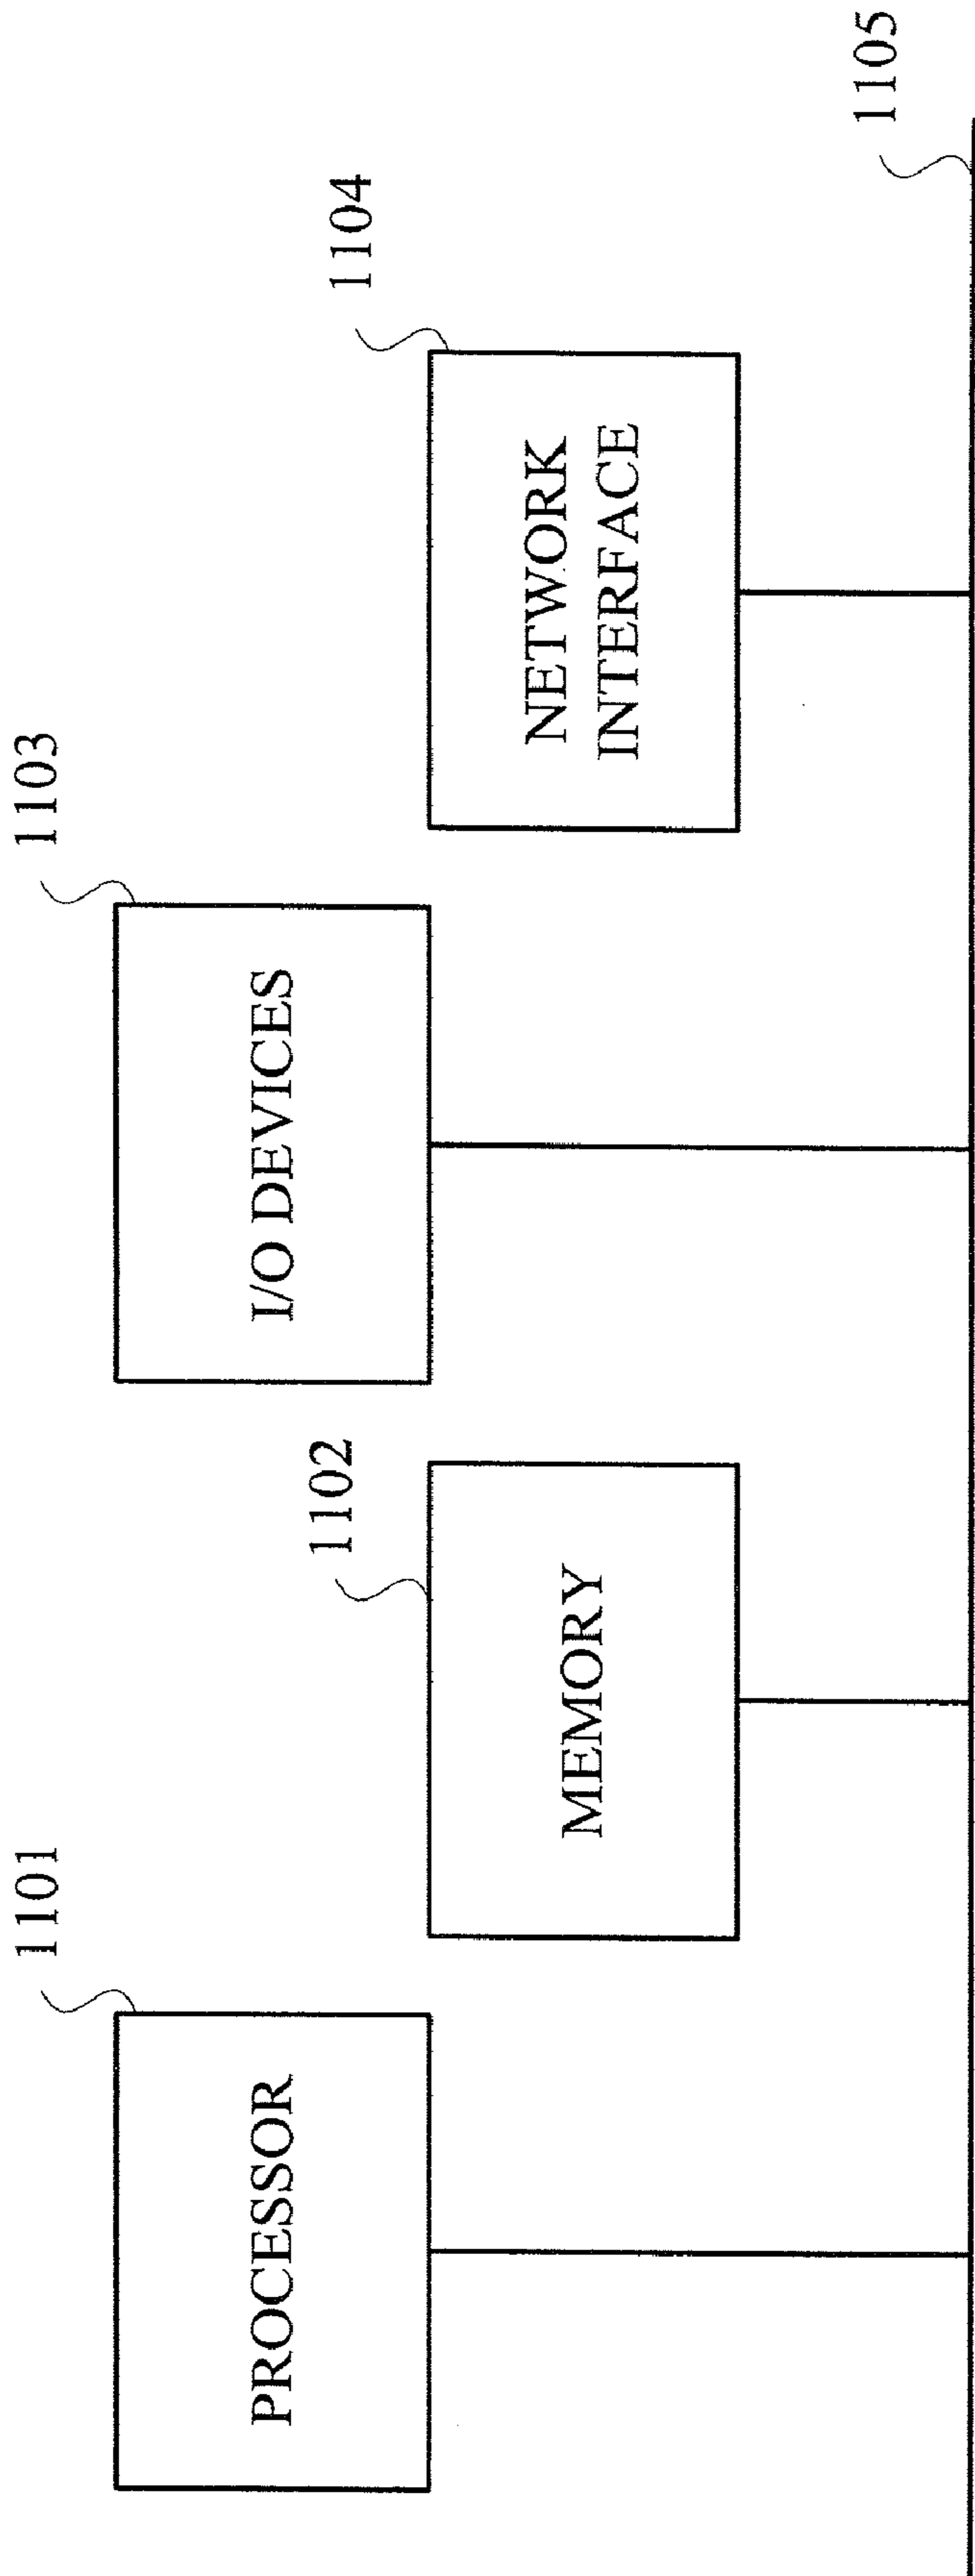 1101
PROCESSOR
1102
MEMORY
1103
I/O DEVICES
1104
NETWORK
INTERFACE
1105